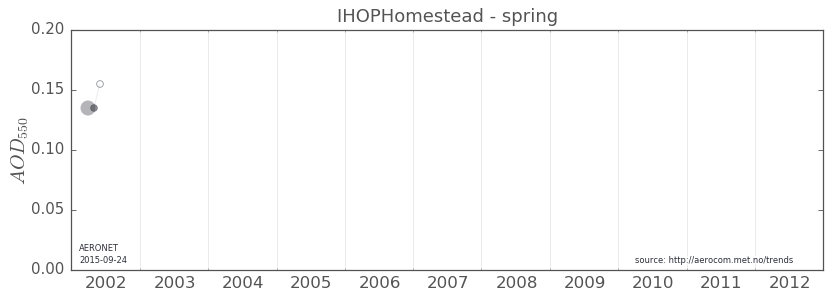 IHOPHomestead - spring
0.20
0.15
0.10
0.05
0.00
AOD550
AERONET
2015-09-24
source: http://aerocom.met.no/trends
2002 2003 2004 2005 2006 2007 2008 2009 2010 2011 2012